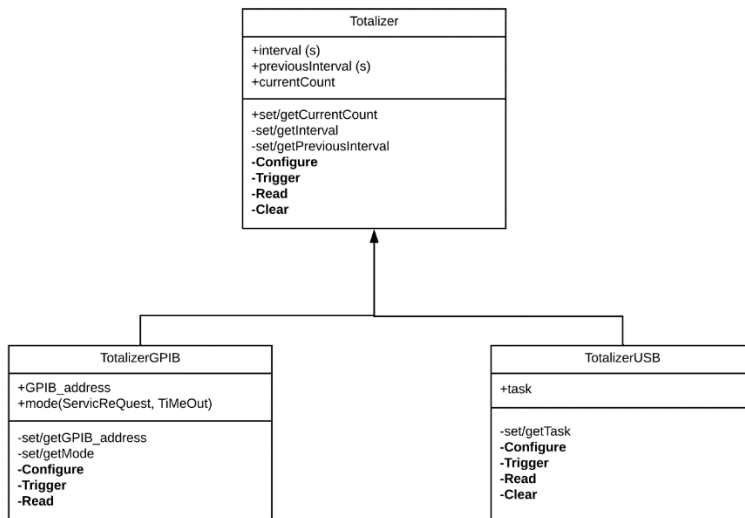 Totalizer
+interval (s)
+previousInterval (s)
+currentCount
+set/getCurrentCount
-set/getInterval
-set/getPreviousInterval
-Configure
-Trigger
-Read
-Clear
TotalizerGPIB
+GPIB_address
+mode(ServicReQuest, TiMeOut)
-set/getGPIB_address
-set/getMode
-Configure
-Trigger
-Read
TotalizerUSB
+task
-set/getTask
-Configure
-Trigger
-Read
-Clear